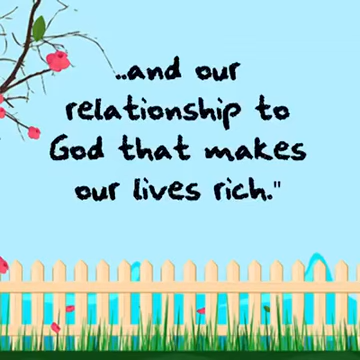 ..and our
relationship to
God that makes
our lives rich."